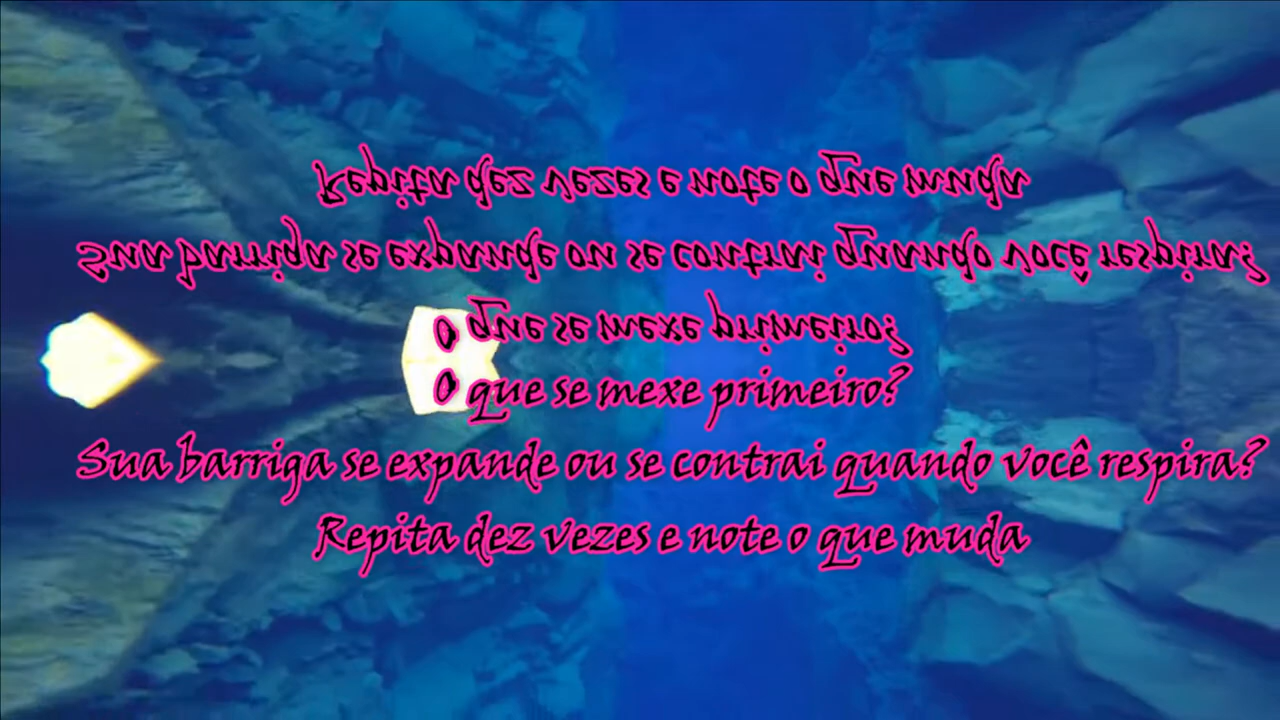 Repita dez vezes e note o que muda
Sua barriga se expande ou se contrai quando você respira?
O que se mexe primeiro?
O que se mexe primeiro?
Sua barriga se expande ou se contrai quando você respira?
Repita dez vezes e note o que muda